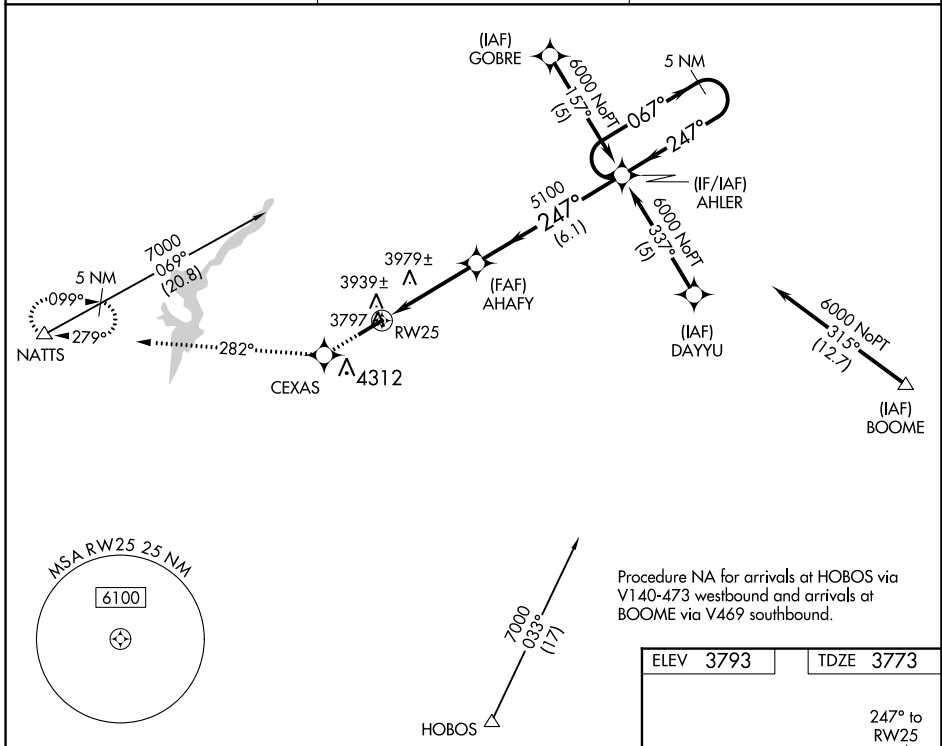 (IAF)
GOBRE
6000 NoPT
157°
(5)
5 NM
067°
247°
(IF/IAF)
AHLER
5100
247°
(6.1)
6000 NoPT
337°
(5)
(IAF)
DAYYU
(FAF)
AHAFY
7000
069°
(20.8)
5 NM
099°
279°
NATTS
3979±
3939±
3797
RW25
282°
CEXAS
4312
6000 NoPT
315°
(12.7)
(IAF)
BOOME
MSA RW25 25 NM
6100
7000
033°
(17)
HOBOS
Procedure NA for arrivals at HOBOS via
V140-473 westbound and arrivals at
BOOME via V469 southbound.
ELEV 3793
TDZE 3773
247° to
RW25